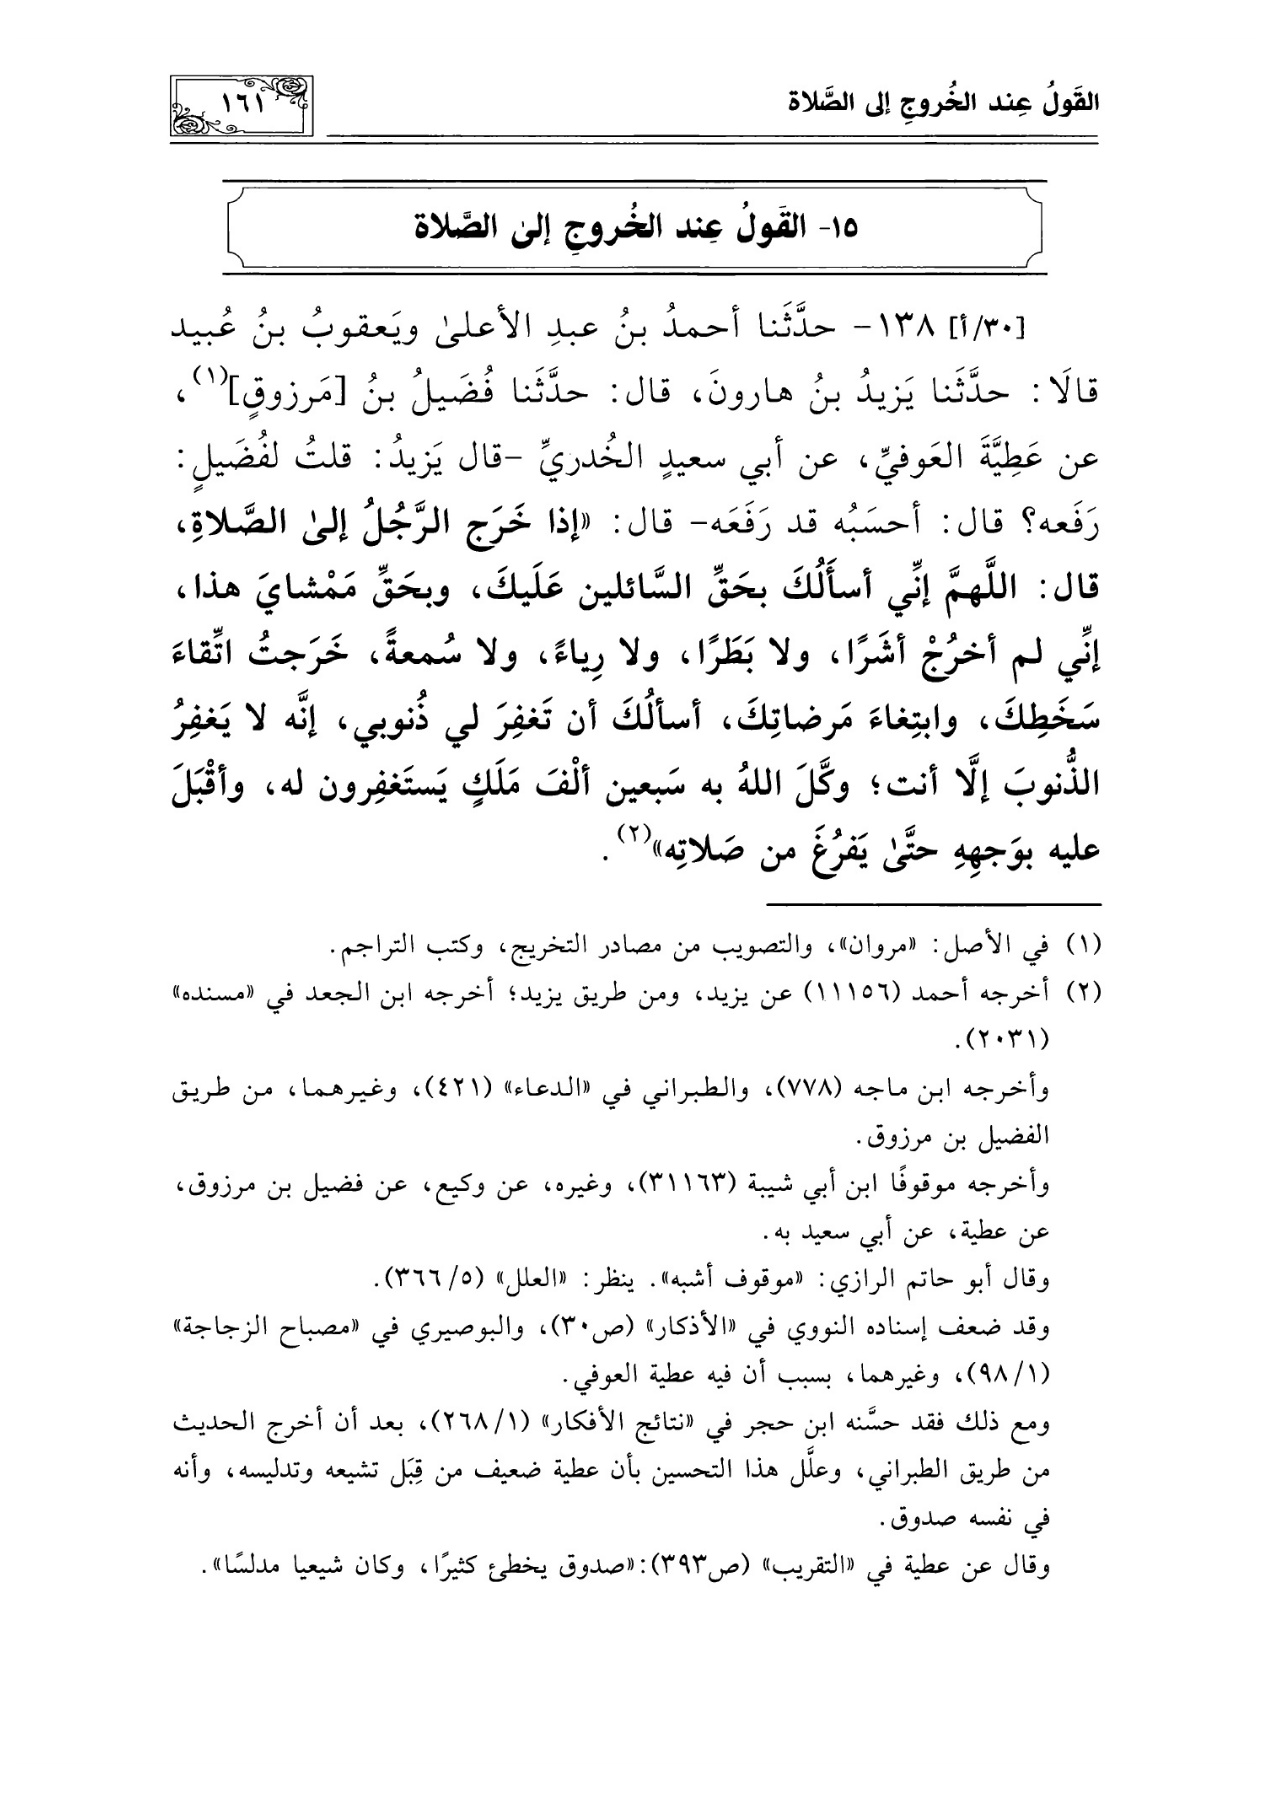 القَولُ عِند الخُروجِ إلى الصَّلاة
١٦١
١٥- القَولُ عِند الخُروجِ إلىٰ الصَّلاة
[٣٠/أ] ١٣٨- حدَّثَنا أحمدُ بنُ عبدِ الأعلىٰ ويَعقوبُ بنُ عُبيد
قالَا: حدَّثَنا يَزيدُ بنُ هارونَ، قال: حدَّثَنا فُضَيلُ بنُ [مَرزوقٍ](١)،
عن عَطِيَّةَ العَوفيِّ، عن أبي سعيدٍ الخُدريِّ -قال يَزيدُ: قلتُ لفُضَيلٍ:
رَفَعه؟ قال: أحسَبُه قد رَفَعَه- قال: «إذا خَرَج الرَّجُلُ إلىٰ الصَّلاةِ،
قال: اللَّهمَّ إنِّي أسأَلُكَ بحَقِّ السَّائلين عَلَيكَ، وبحَقِّ مَمْشايَ هذا،
إنِّي لم أخرُجْ أشَرًا، ولا بَطَرًا، ولا رِياءً، ولا سُمعةً، خَرَجتُ اتِّقاءَ
سَخَطِكَ، وابتِغاءَ مَرضاتِكَ، أسألُكَ أن تَغفِرَ لي ذُنوبي، إنَّه لا يَغفِرُ
الذُّنوبَ إلَّا أنت؛ وكَّلَ اللهُ به سَبعين ألْفَ مَلَكٍ يَستَغفِرون له، وأقْبَلَ
عليه بوَجهِهِ حتَّىٰ يَفرُغَ من صَلاتِه»(٢).
(١) في الأصل: «مروان»، والتصويب من مصادر التخريج، وكتب التراجم.
(٢) أخرجه أحمد (١١١٥٦) عن يزيد، ومن طريق يزيد؛ أخرجه ابن الجعد في «مسنده»
(٢٠٣١).
وأخرجه ابن ماجه (٧٧٨)، والطبراني في «الدعاء» (٤٢١)، وغيرهما، من طريق
الفضيل بن مرزوق.
وأخرجه موقوفًا ابن أبي شيبة (٣١١٦٣)، وغيره، عن وكيع، عن فضيل بن مرزوق،
عن عطية، عن أبي سعيد به.
وقال أبو حاتم الرازي: «موقوف أشبه». ينظر: «العلل» (٥/ ٣٦٦).
وقد ضعف إسناده النووي في «الأذكار» (ص٣٠)، والبوصيري في «مصباح الزجاجة»
(١/ ٩٨)، وغيرهما، بسبب أن فيه عطية العوفي.
ومع ذلك فقد حسَّنه ابن حجر في «نتائج الأفكار» (١/ ٢٦٨)، بعد أن أخرج الحديث
من طريق الطبراني، وعلَّل هذا التحسين بأن عطية ضعيف من قِبَل تشيعه وتدليسه، وأنه
في نفسه صدوق.
وقال عن عطية في «التقريب» (ص٣٩٣):«صدوق يخطئ كثيرًا، وكان شيعيا مدلسًا».